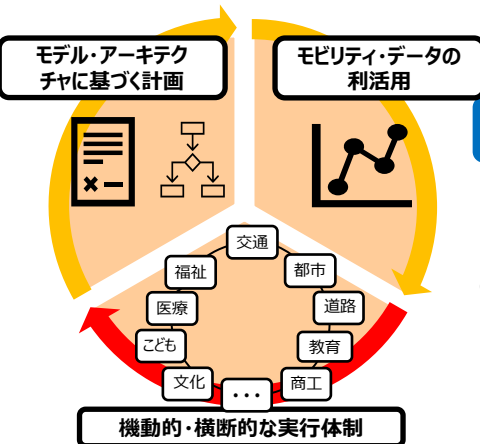 モデル・アーキテク
チャに基づく計画
モビリティ・データの
利活用
交通
福祉
都市
医療
道路
こども
教育
文化
・・・
商工
機動的・横断的な実行体制